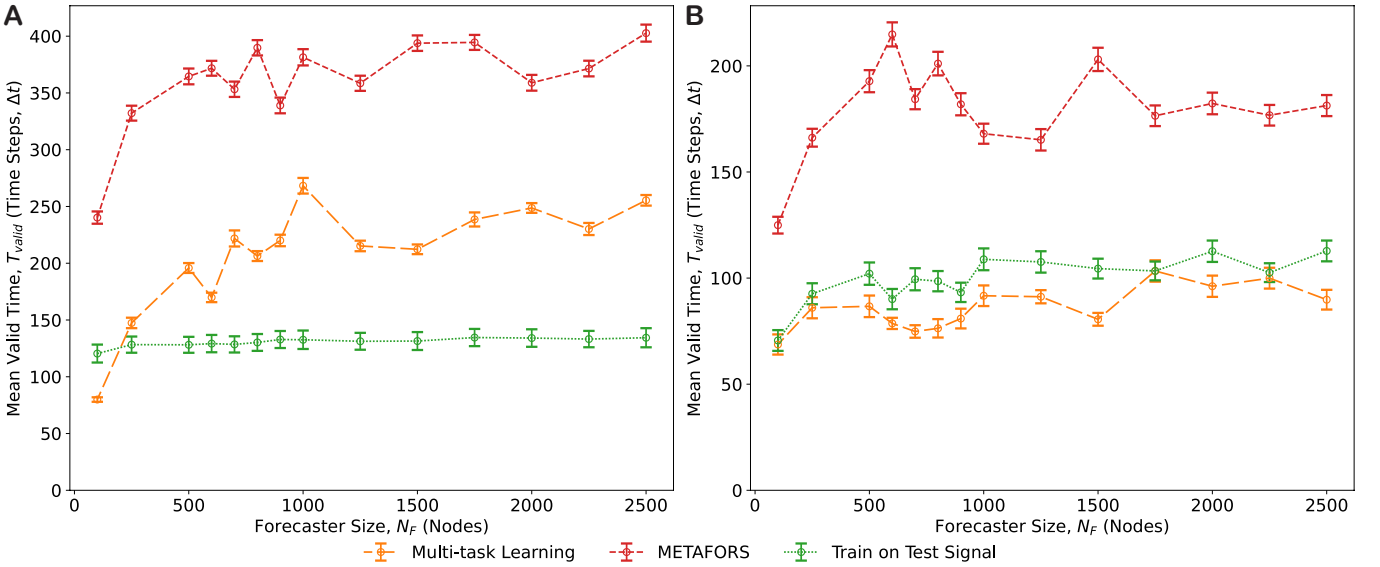 A
Mean Valid Time, T_valid (Time Steps, Δt)
400
350
300
250
200
150
100
50
0
0 500 1000 1500 2000 2500
Forecaster Size, N_F (Nodes)
B
Mean Valid Time, T_valid (Time Steps, Δt)
200
150
100
50
0
0 500 1000 1500 2000 2500
Forecaster Size, N_F (Nodes)
Multi-task Learning METAFORS Train on Test Signal